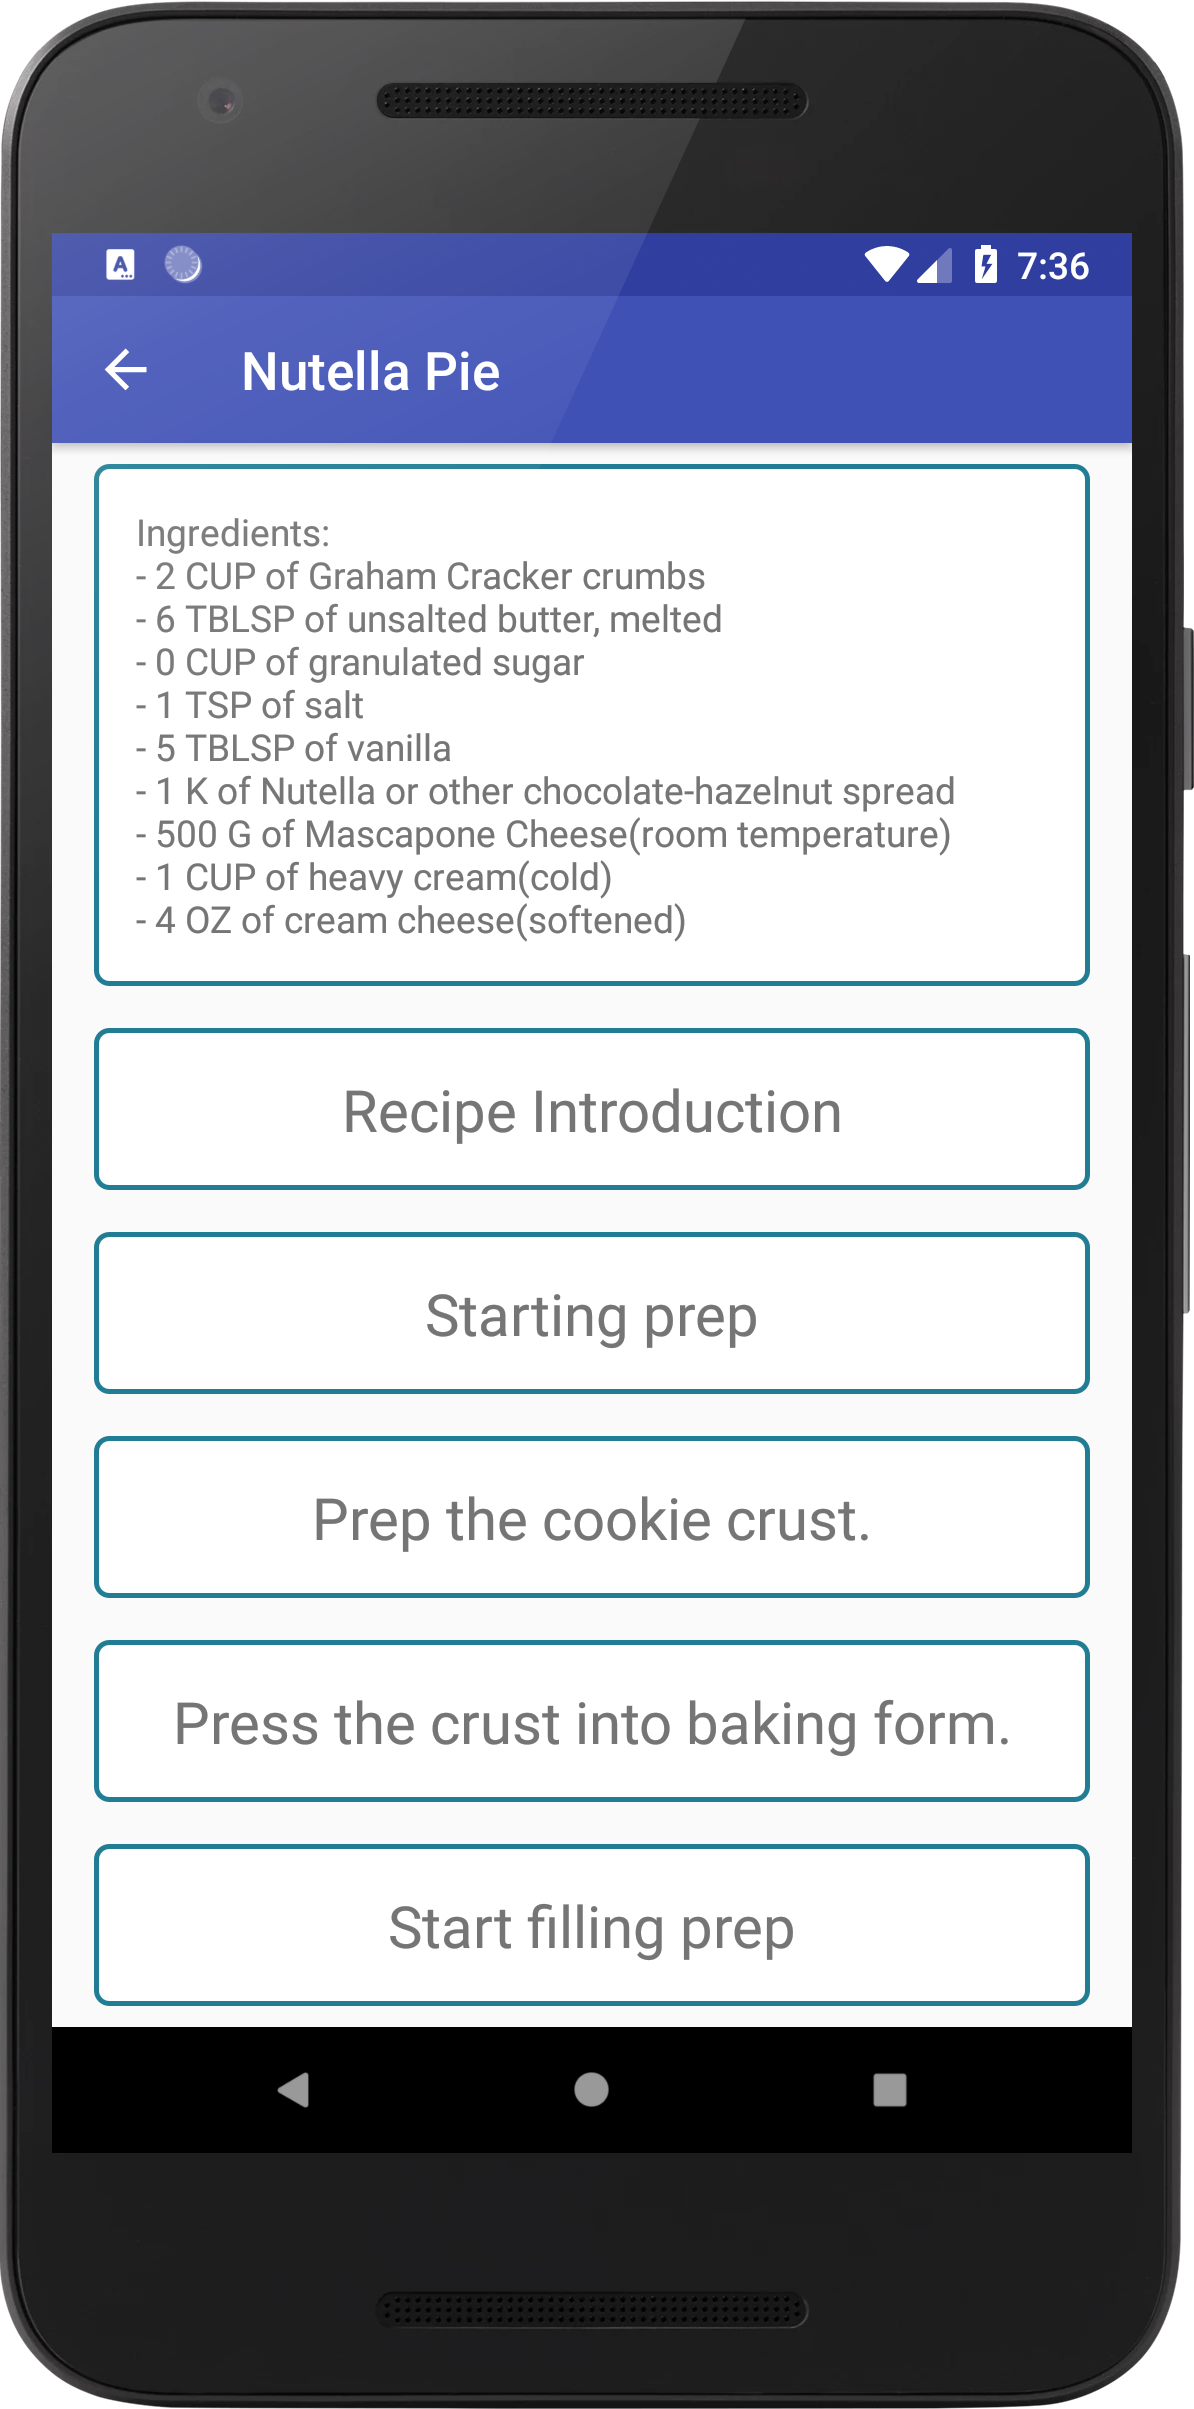 7:36
Nutella Pie
Ingredients:
- 2 CUP of Graham Cracker crumbs
- 6 TBLSP of unsalted butter, melted
- 0 CUP of granulated sugar
- 1 TSP of salt
- 5 TBLSP of vanilla
- 1 K of Nutella or other chocolate-hazelnut spread
- 500 G of Mascapone Cheese(room temperature)
- 1 CUP of heavy cream(cold)
- 4 OZ of cream cheese(softened)
Recipe Introduction
Starting prep
Prep the cookie crust.
Press the crust into baking form.
Start filling prep